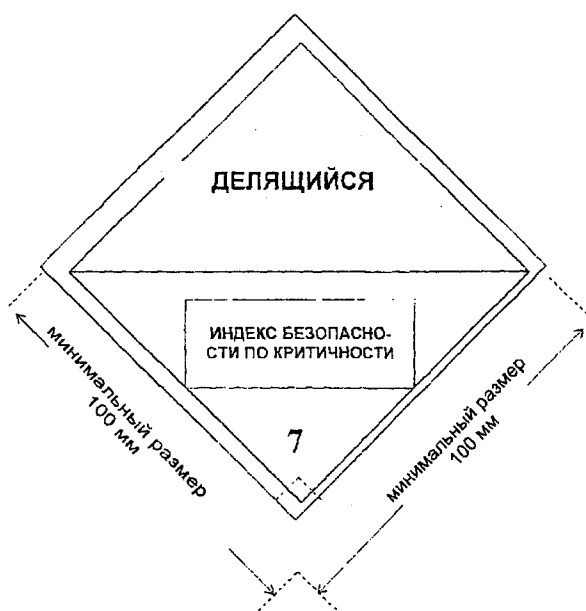 ДЕЛЯЩИЙСЯ
ИНДЕКС БЕЗОПАСНО-
СТИ ПО КРИТИЧНОСТИ
7
минимальный размер
100 мм
минимальный размер
100 мм